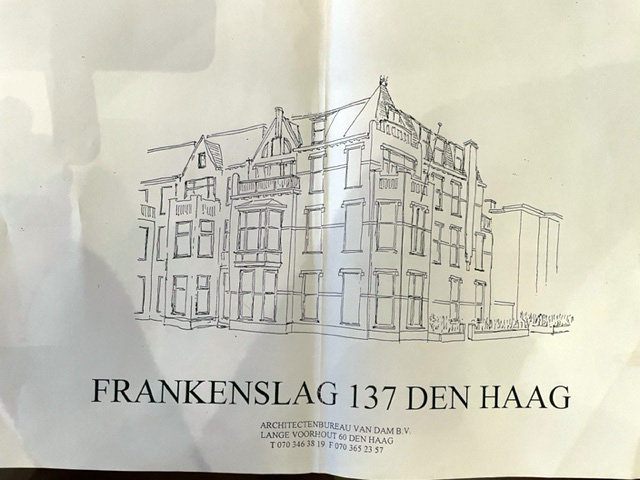 FRANKENSLAG 137 DEN HAAG
ARCHITECTENBUREAU VAN DAM B.V.
LANGE VOORHOUT 60 DEN HAAG
T 070 346 38 19 F 070 365 23 57